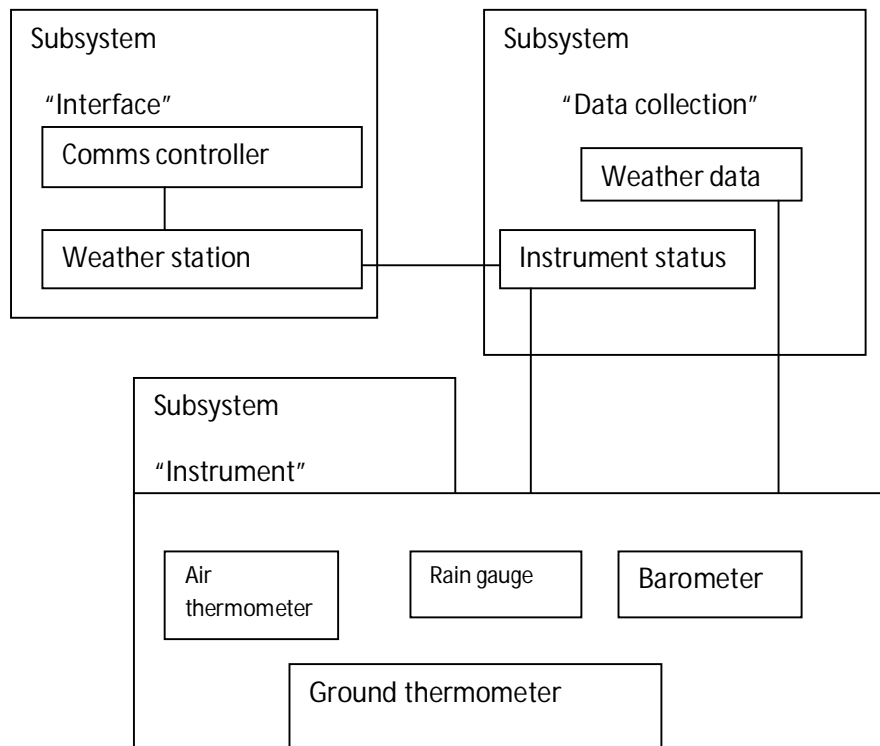 Subsystem
“Interface”
Comms controller
Weather station
Subsystem
“Data collection”
Weather data
Instrument status
Subsystem
“Instrument”
Air
thermometer
Rain gauge
Barometer
Ground thermometer